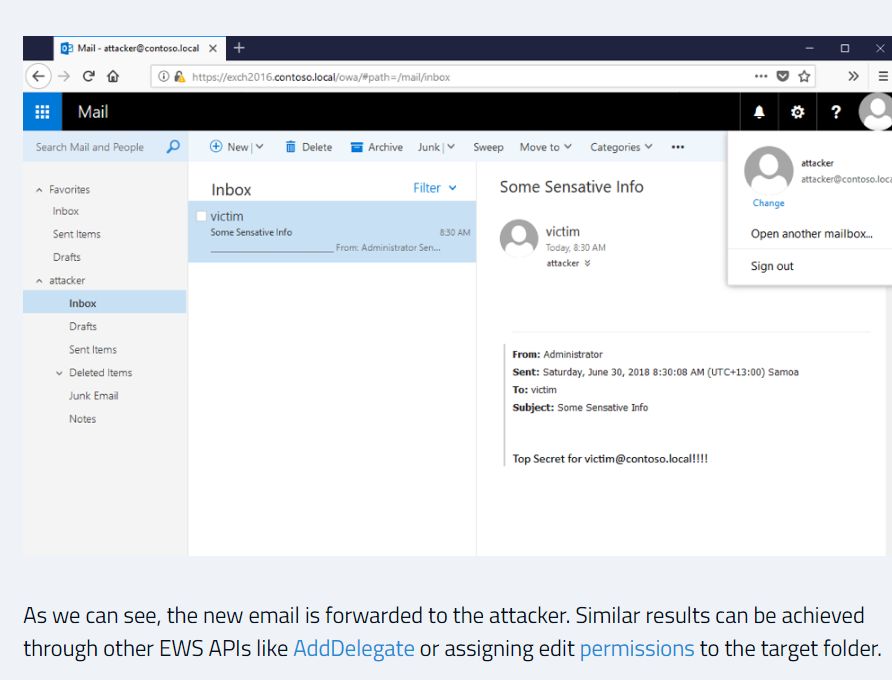 Mail - attacker@contoso.local
https://exch2016.contoso.local/owa/#path=/mail/inbox
Mail
Search Mail and People
New
Delete
Archive
Junk
Sweep
Move to
Categories
Favorites
Inbox
Sent Items
Drafts
attacker
Inbox
Drafts
Sent Items
Deleted Items
Junk Email
Notes
Inbox
Filter
victim
Some Sensative Info
8:30 AM
From: Administrator Sen...
Some Sensative Info
victim
Today, 8:30 AM
attacker
From: Administrator
Sent: Saturday, June 30, 2018 8:30:08 AM (UTC+13:00) Samoa
To: victim
Subject: Some Sensative Info
Top Secret for victim@contoso.local!!!!
attacker
attacker@contoso.loca
Change
Open another mailbox...
Sign out
As we can see, the new email is forwarded to the attacker. Similar results can be achieved
through other EWS APIs like AddDelegate or assigning edit permissions to the target folder.